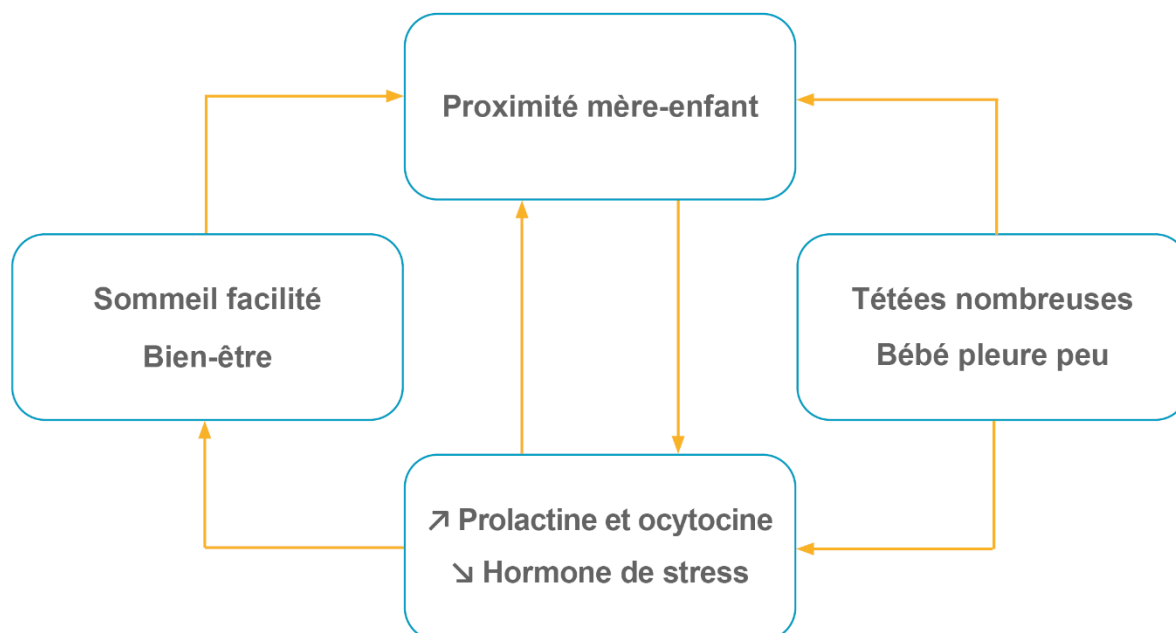 Proximité mère-enfant
Sommeil facilité
Bien-être
Tétées nombreuses
Bébé pleure peu
↗ Prolactine et ocytocine
↘ Hormone de stress